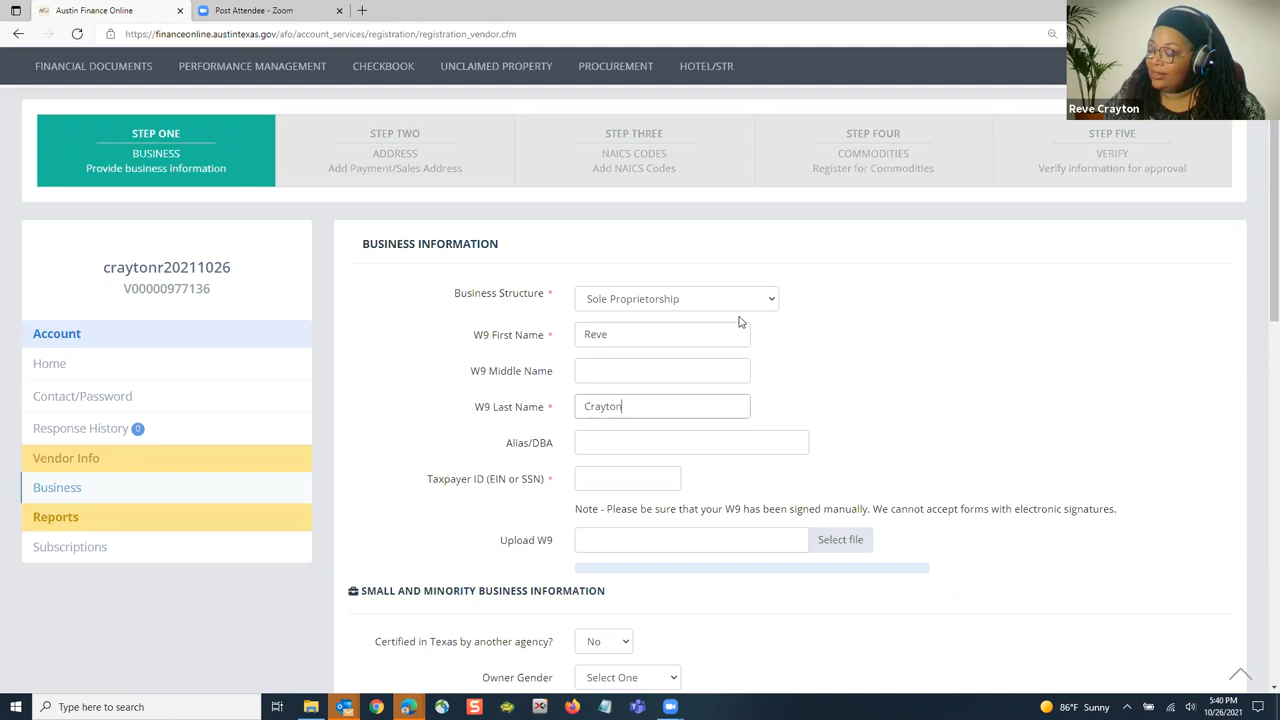 Austin Finance Online
Post Attendee - Zoom
https://financeonline.austintexas.gov/afo/account_services/registration/registration_vendor.cfm
FINANCIAL DOCUMENTS PERFORMANCE MANAGEMENT CHECKBOOK UNCLAIMED PROPERTY PROCUREMENT HOTEL/STR
Reve Crayton
STEP ONE
BUSINESS
Provide business information
STEP TWO
ADDRESS
Add Payment/Sales Address
STEP THREE
NAICS CODES
Add NAICS Codes
STEP FOUR
COMMODITIES
Register for Commodities
STEP FIVE
VERIFY
Verify information for approval
craytonr20211026
V00000977136
Account
Home
Contact/Password
Response History 0
Vendor Info
Business
Reports
Subscriptions
BUSINESS INFORMATION
Business Structure * Sole Proprietorship
W9 First Name * Reve
W9 Middle Name
W9 Last Name * Crayton
Alias/DBA
Taxpayer ID (EIN or SSN) *
Note - Please be sure that your W9 has been signed manually. We cannot accept forms with electronic signatures.
Upload W9 Select file
SMALL AND MINORITY BUSINESS INFORMATION
Certified in Texas by another agency? No
Owner Gender Select One
Type here to search
86°F Sunny
5:40 PM
10/26/2021